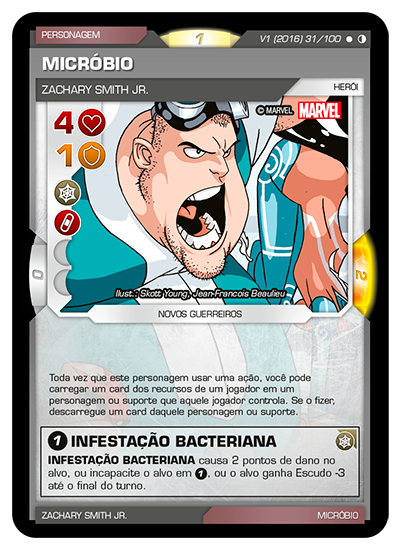 PERSONAGEM
1
V1 (2016) 31/100
MICRÓBIO
ZACHARY SMITH JR.
HERÓI
© MARVEL MARVEL
4
1
0
2
Ilust.: Skott Young, Jean-Francois Beaulieu
NOVOS GUERREIROS
Toda vez que este personagem usar uma ação, você pode
carregar um card dos recursos de um jogador em um
personagem ou suporte que aquele jogador controla. Se o fizer,
descarregue um card daquele personagem ou suporte.
1 INFESTAÇÃO BACTERIANA
INFESTAÇÃO BACTERIANA causa 2 pontos de dano no
alvo, ou incapacite o alvo em 1, ou o alvo ganha Escudo -3
até o final do turno.
ZACHARY SMITH JR.
MICRÓBIO